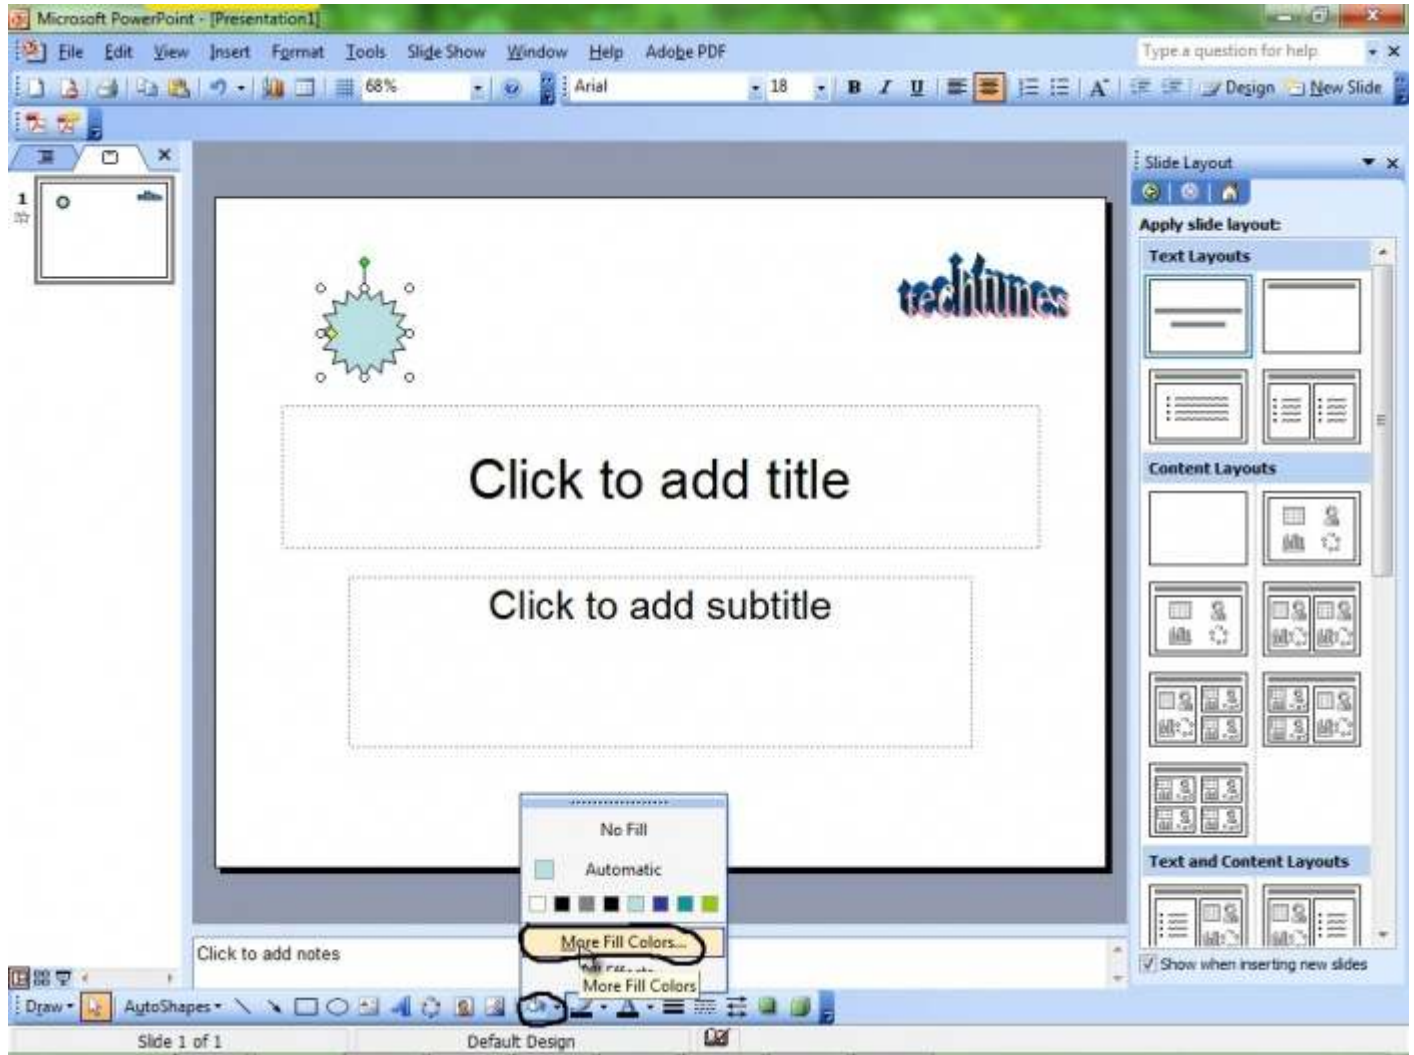 Microsoft PowerPoint - [Presentation1]
File Edit View Insert Format Tools Slide Show Window Help Adobe PDF Type a question for help
68% Arial 18 B I U A Design New Slide
Slide Layout
1
Apply slide layout:
Text Layouts
techtunes
Content Layouts
Click to add title
Click to add subtitle
No Fill
Automatic
Text and Content Layouts
More Fill Colors...
Click to add notes
Show when inserting new slides
More Fill Colors
Draw AutoShapes A
Slide 1 of 1 Default Design